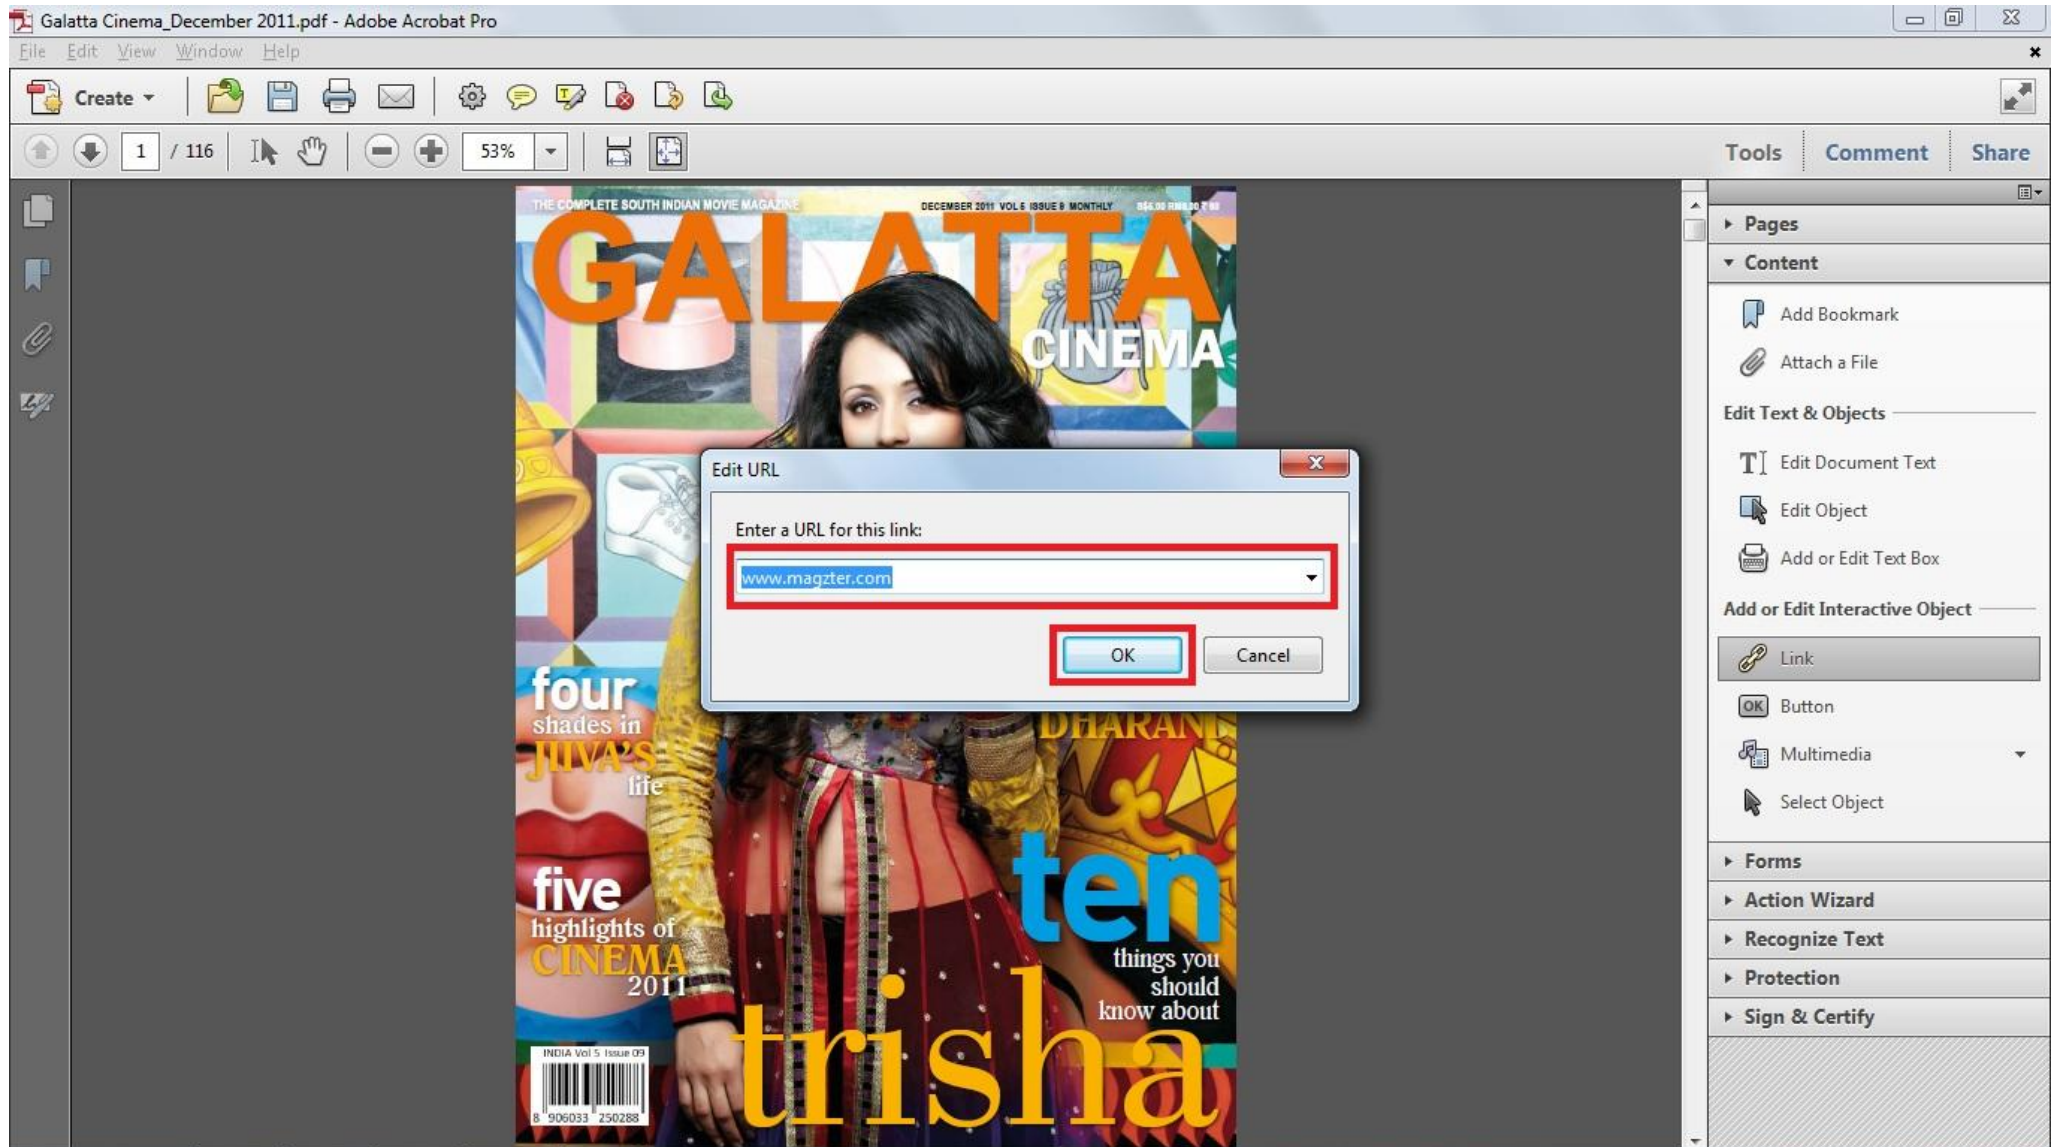 Galatta Cinema_December 2011.pdf - Adobe Acrobat Pro
File Edit View Window Help
Create
1 / 116
53%
Tools Comment Share
THE COMPLETE SOUTH INDIAN MOVIE MAGAZINE
DECEMBER 2011 VOL 5 ISSUE 9 MONTHLY
GALATTA
CINEMA
Edit URL
Enter a URL for this link:
www.magzter.com
OK Cancel
four
shades in
JIIVA'S
life
DHARANI
five
highlights of
CINEMA
2011
ten
things you
should
know about
trisha
INDIA Vol 5 Issue 09
8 906033 250288
Pages
Content
Add Bookmark
Attach a File
Edit Text & Objects
Edit Document Text
Edit Object
Add or Edit Text Box
Add or Edit Interactive Object
Link
OK Button
Multimedia
Select Object
Forms
Action Wizard
Recognize Text
Protection
Sign & Certify